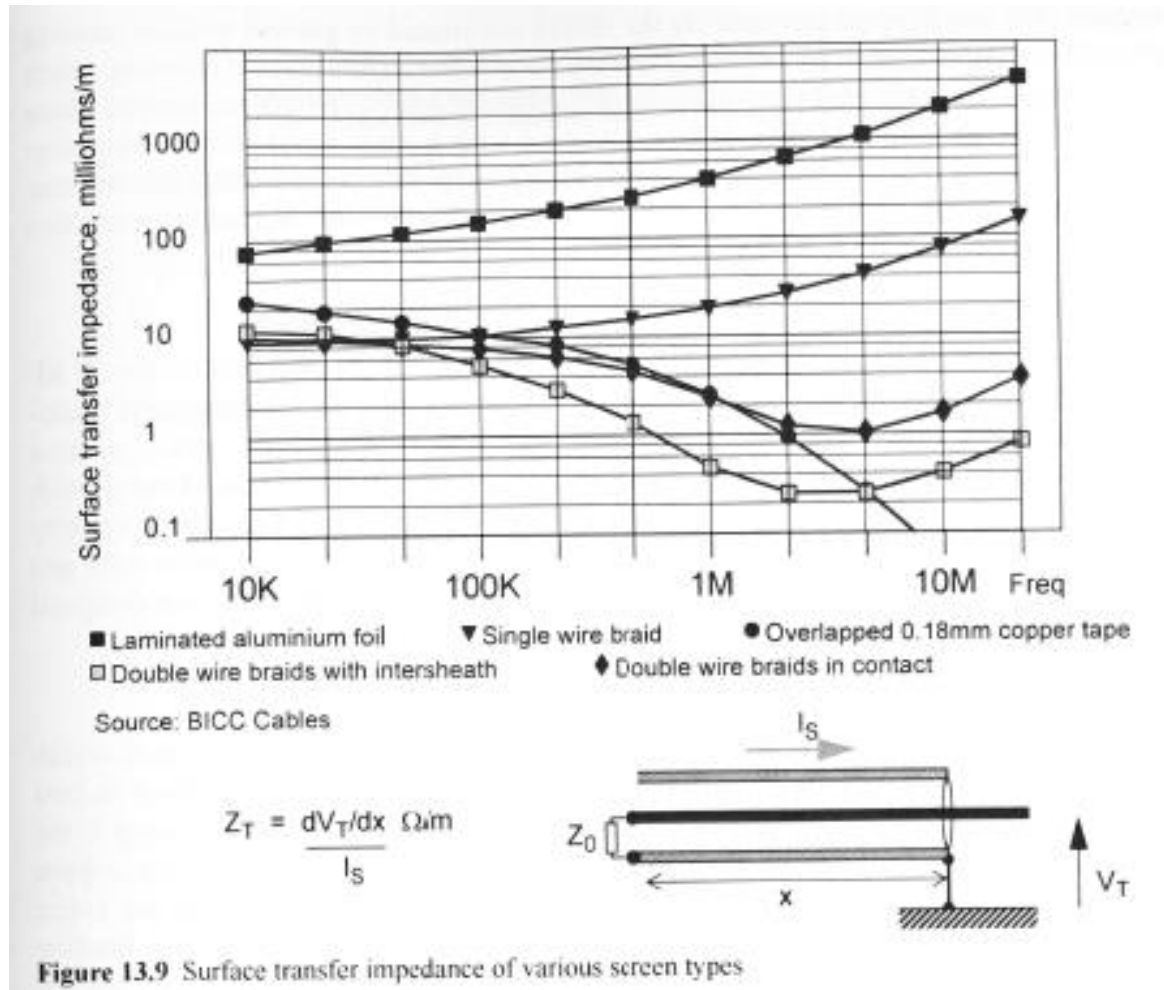 Surface transfer impedance, milliohms/m
1000
100
10
1
0.1
10K 100K 1M 10M Freq
Laminated aluminium foil Single wire braid Overlapped 0.18mm copper tape
Double wire braids with intersheath Double wire braids in contact
Source: BICC Cables
I_S
Z_T = dV_T/dx Ω/m
I_S
Z_0
x
V_T
Figure 13.9 Surface transfer impedance of various screen types